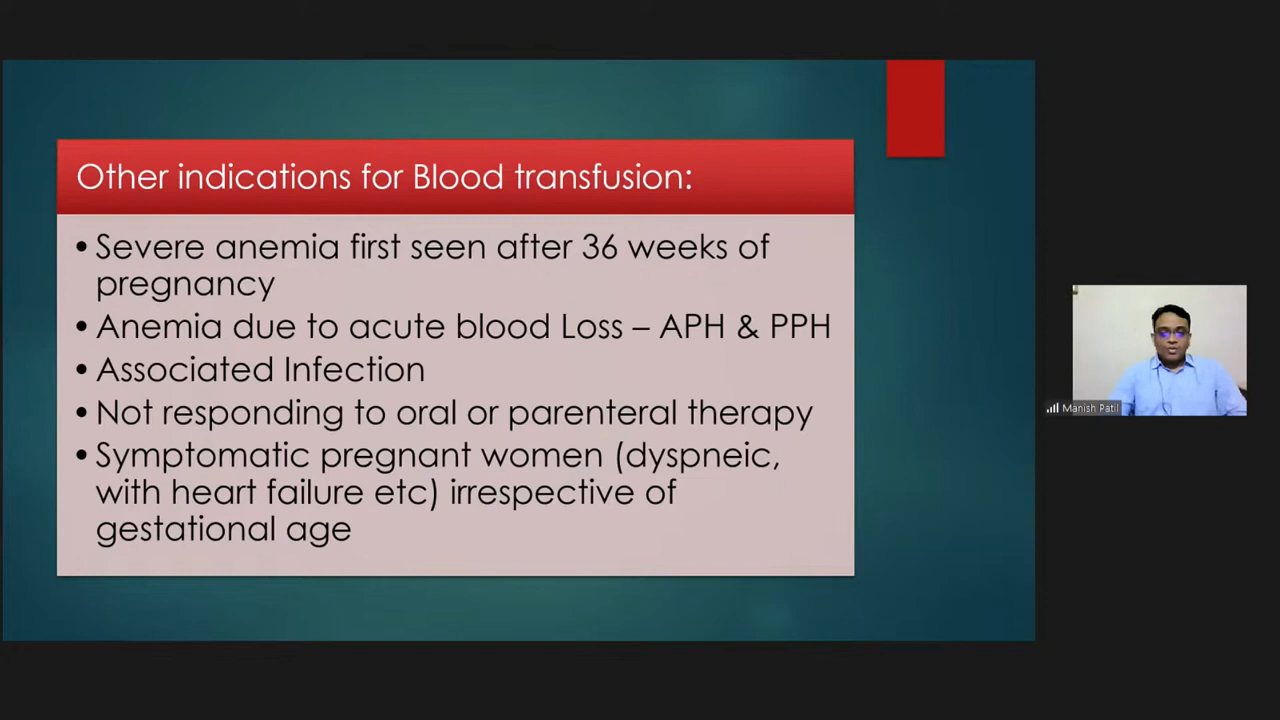 Other indications for Blood transfusion:
• Severe anemia first seen after 36 weeks of
pregnancy
• Anemia due to acute blood Loss – APH & PPH
• Associated Infection
• Not responding to oral or parenteral therapy
• Symptomatic pregnant women (dyspneic,
with heart failure etc) irrespective of
gestational age
Manish Patil